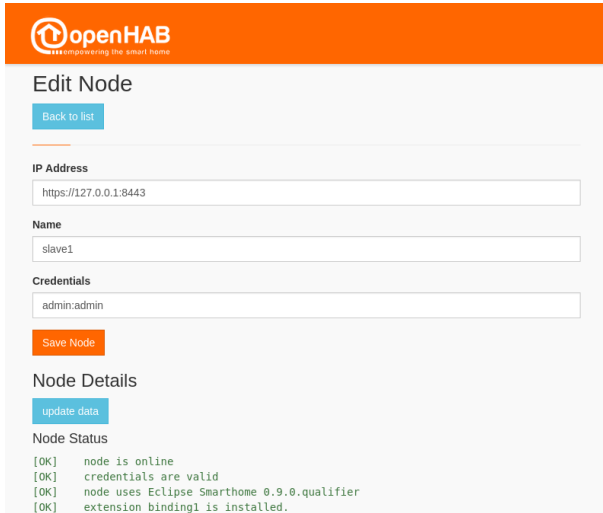 openHAB
empowering the smart home
Edit Node
Back to list
IP Address
https://127.0.0.1:8443
Name
slave1
Credentials
admin:admin
Save Node
Node Details
update data
Node Status
[OK] node is online
[OK] credentials are valid
[OK] node uses Eclipse Smarthome 0.9.0.qualifier
[OK] extension binding1 is installed.